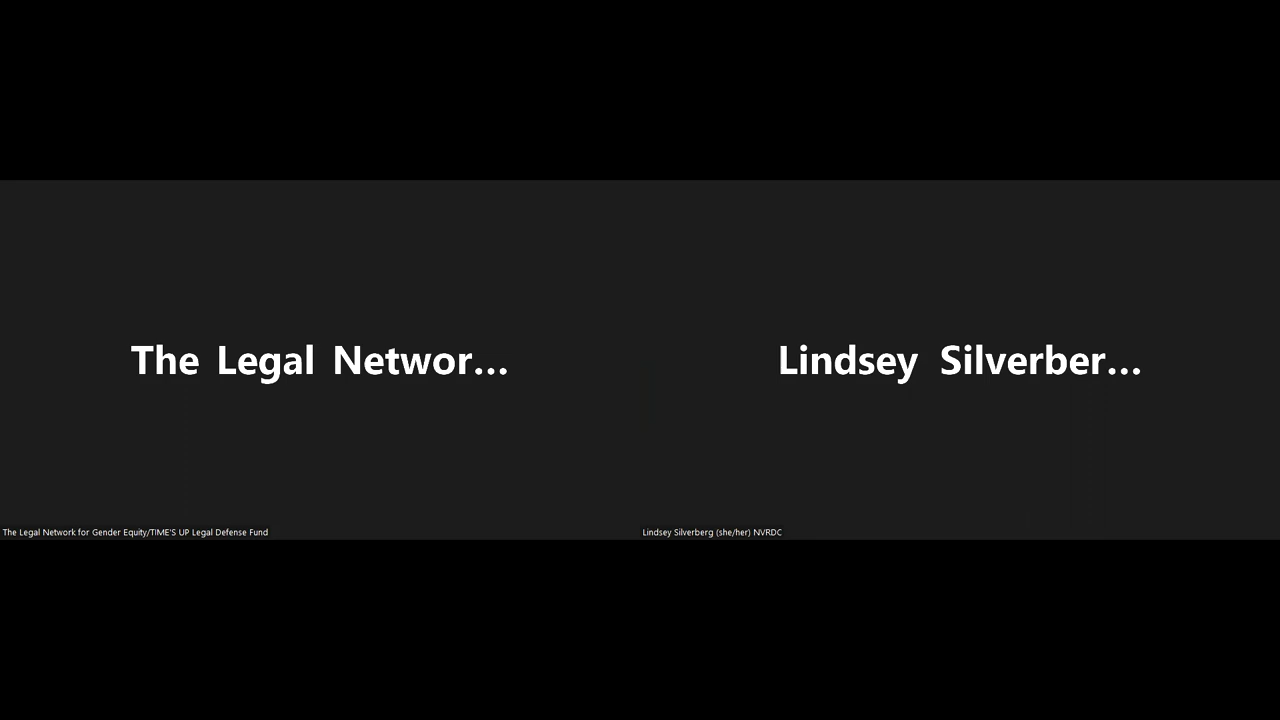 The Legal Networ...
Lindsey Silverber...
The Legal Network for Gender Equity/TIME'S UP Legal Defense Fund
Lindsey Silverberg (she/her) NVRDC